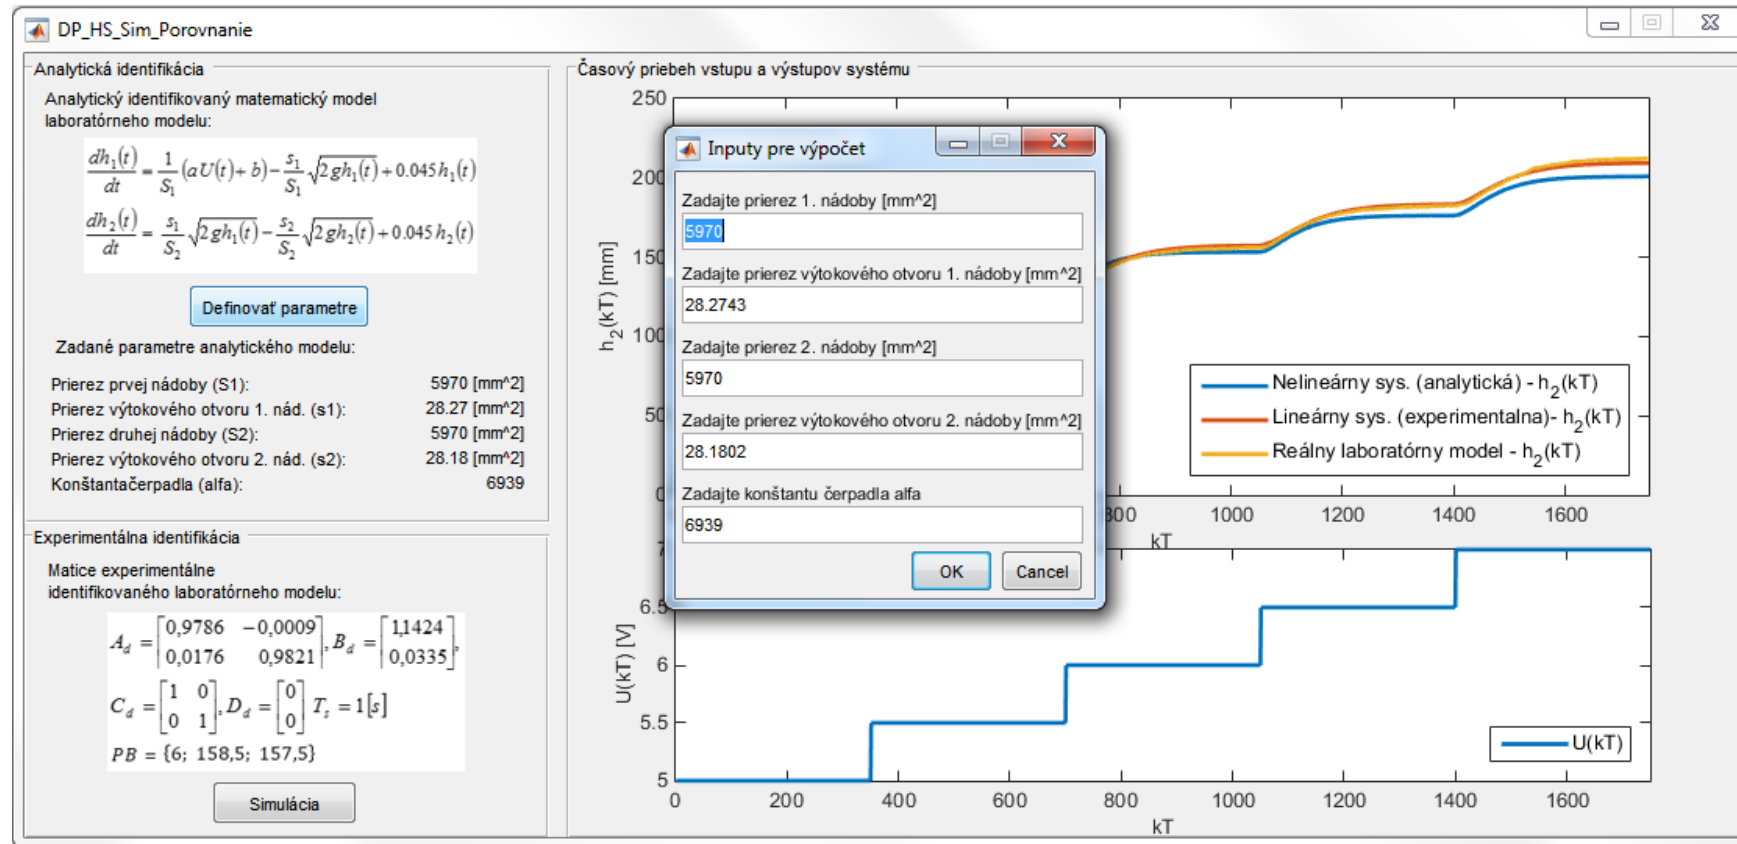 DP_HS_Sim_Porovnanie
Analytická identifikácia
Analytický identifikovaný matematický model
laboratórneho modelu:
dh₁(t)/dt = 1/S₁ (aU(t)+b) − s₁/S₁ √2gh₁(t) + 0.045h₁(t)
dh₂(t)/dt = s₁/S₂ √2gh₁(t) − s₂/S₂ √2gh₂(t) + 0.045h₂(t)
Definovať parametre
Zadané parametre analytického modelu:
Prierez prvej nádoby (S1): 5970 [mm^2]
Prierez výtokového otvoru 1. nád. (s1): 28.27 [mm^2]
Prierez druhej nádoby (S2): 5970 [mm^2]
Prierez výtokového otvoru 2. nád. (s2): 28.18 [mm^2]
Konštantačerpadla (alfa): 6939
Experimentálna identifikácia
Matice experimentálne
identifikovaného laboratórneho modelu:
A_d = [0,9786 −0,0009; 0,0176 0,9821], B_d = [1,1424; 0,0335],
C_d = [1 0; 0 1], D_d = [0; 0] T_s = 1[s]
PB = {6; 158,5; 157,5}
Simulácia
Časový priebeh vstupu a výstupov systému
250
200
150
100
50
0
h₂(kT) [mm]
800 1000 1200 1400 1600
kT
Nelineárny sys. (analytická) - h₂(kT)
Lineárny sys. (experimentalna)- h₂(kT)
Reálny laboratórny model - h₂(kT)
Inputy pre výpočet
Zadajte prierez 1. nádoby [mm^2]
5970
Zadajte prierez výtokového otvoru 1. nádoby [mm^2]
28.2743
Zadajte prierez 2. nádoby [mm^2]
5970
Zadajte prierez výtokového otvoru 2. nádoby [mm^2]
28.1802
Zadajte konštantu čerpadla alfa
6939
OK Cancel
7
6.5
6
5.5
5
U(kT) [V]
U(kT)
0 200 400 600 800 1000 1200 1400 1600
kT